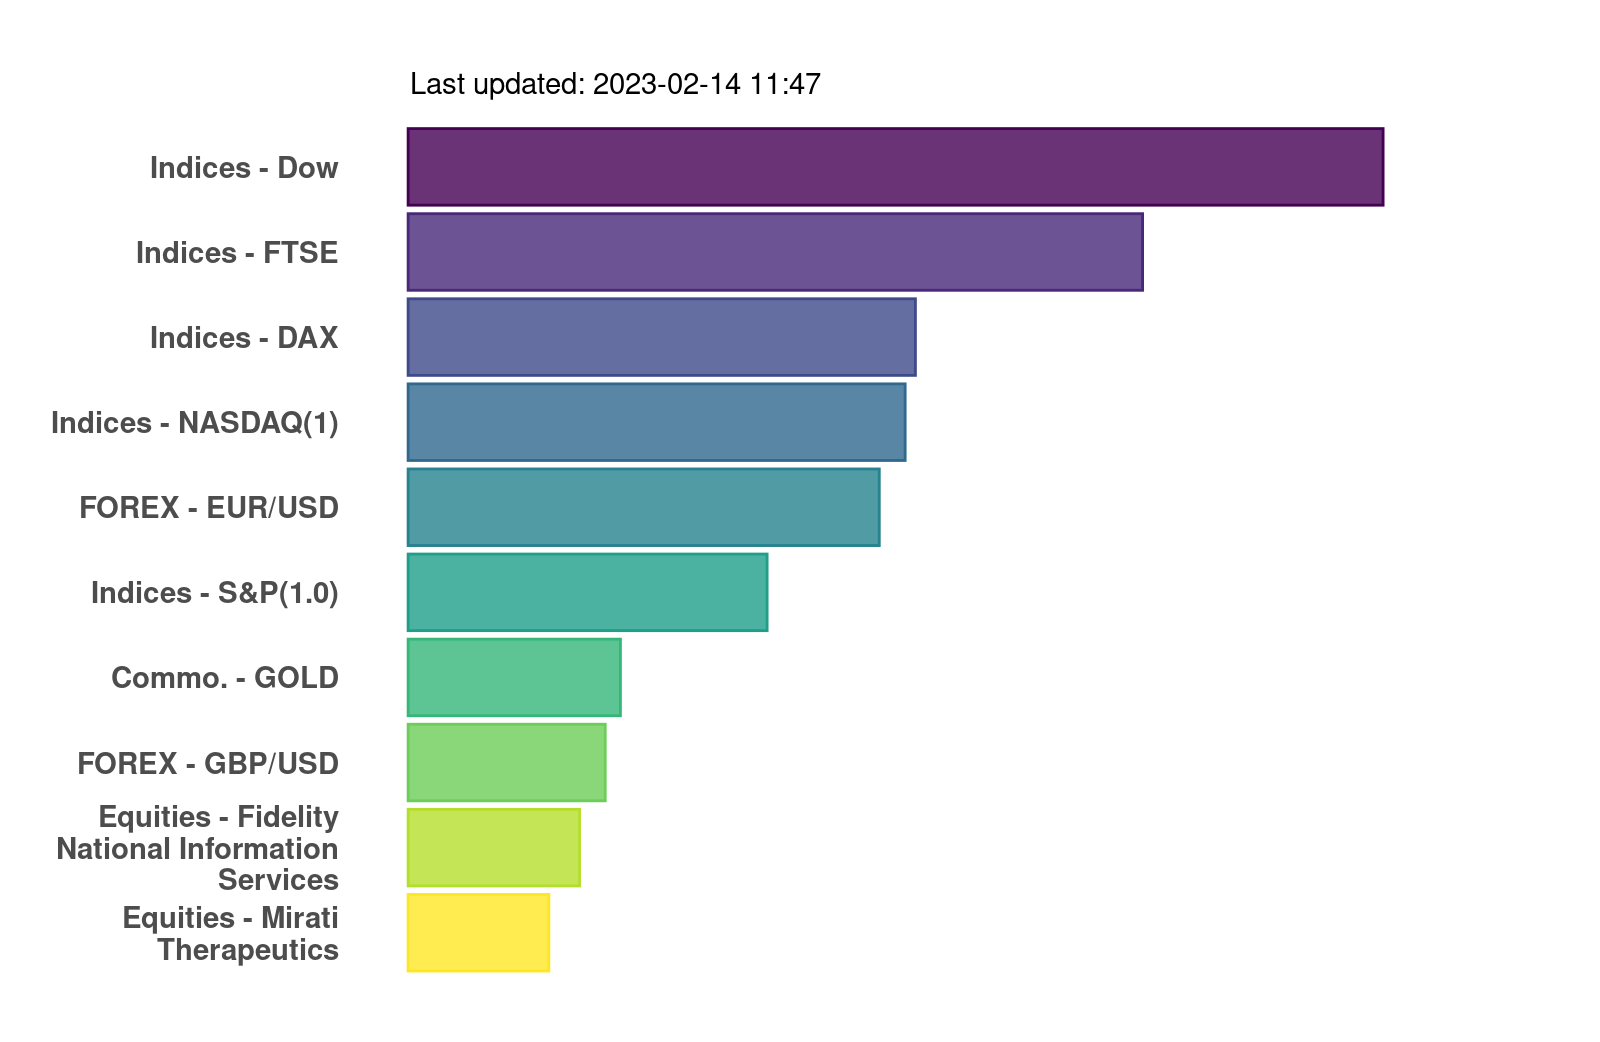 Last updated: 2023-02-14 11:47
Indices - Dow
Indices - FTSE
Indices - DAX
Indices - NASDAQ(1)
FOREX - EUR/USD
Indices - S&P(1.0)
Commo. - GOLD
FOREX - GBP/USD
Equities - Fidelity
National Information
Services
Equities - Mirati
Therapeutics